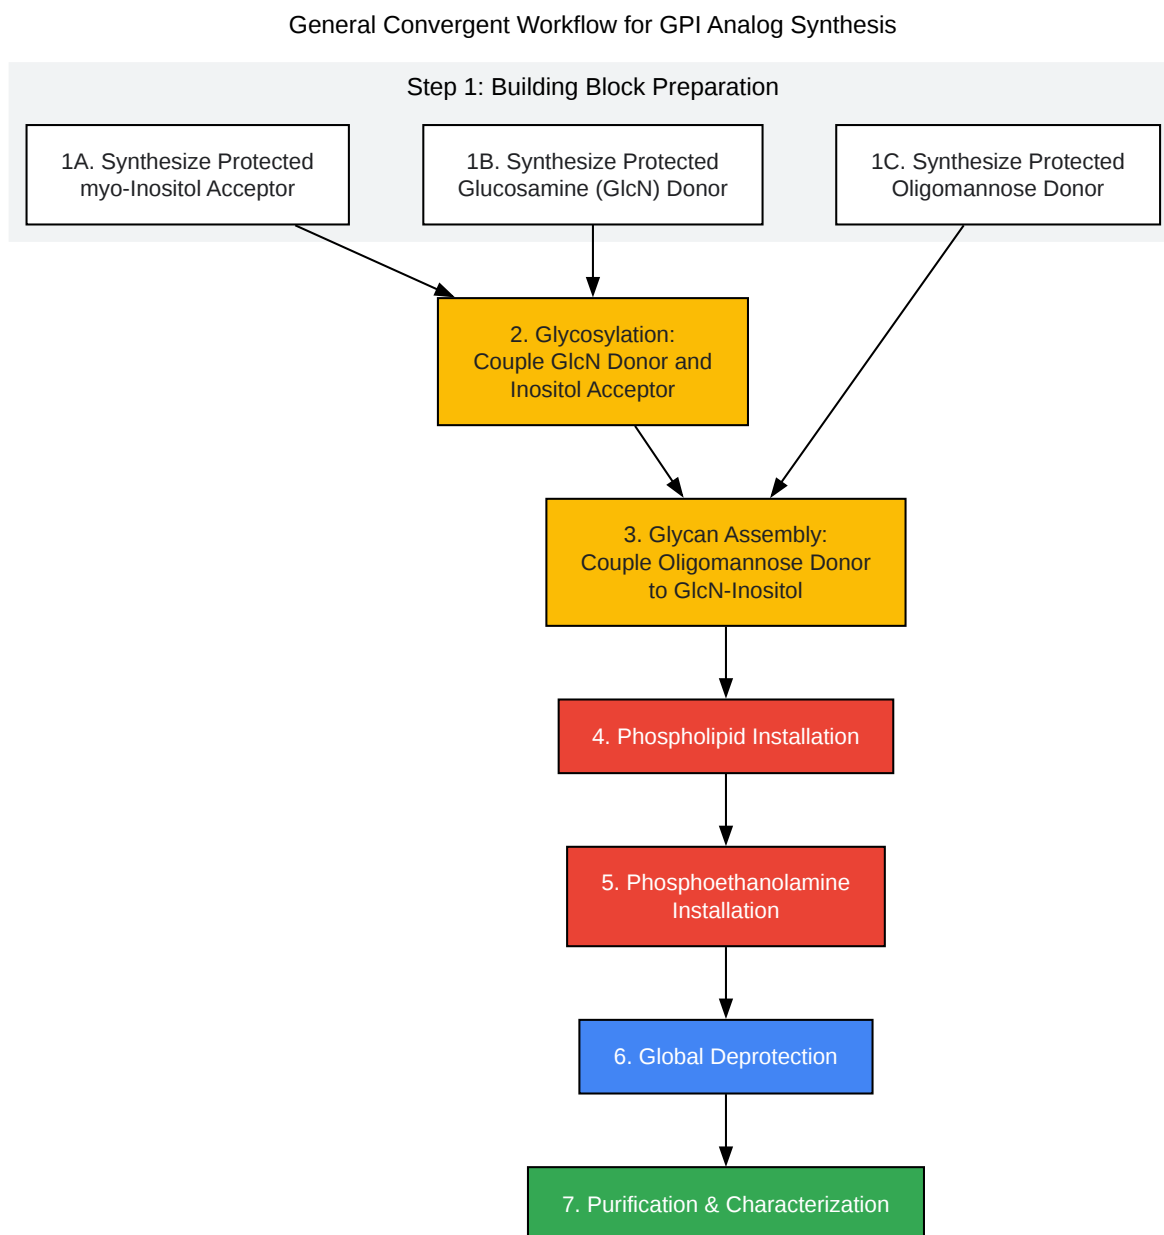 General Convergent Workflow for GPI Analog Synthesis
Step 1: Building Block Preparation
1A. Synthesize Protected
myo-Inositol Acceptor
1B. Synthesize Protected
Glucosamine (GlcN) Donor
1C. Synthesize Protected
Oligomannose Donor
2. Glycosylation:
Couple GlcN Donor and
Inositol Acceptor
3. Glycan Assembly:
Couple Oligomannose Donor
to GlcN-Inositol
4. Phospholipid Installation
5. Phosphoethanolamine
Installation
6. Global Deprotection
7. Purification & Characterization